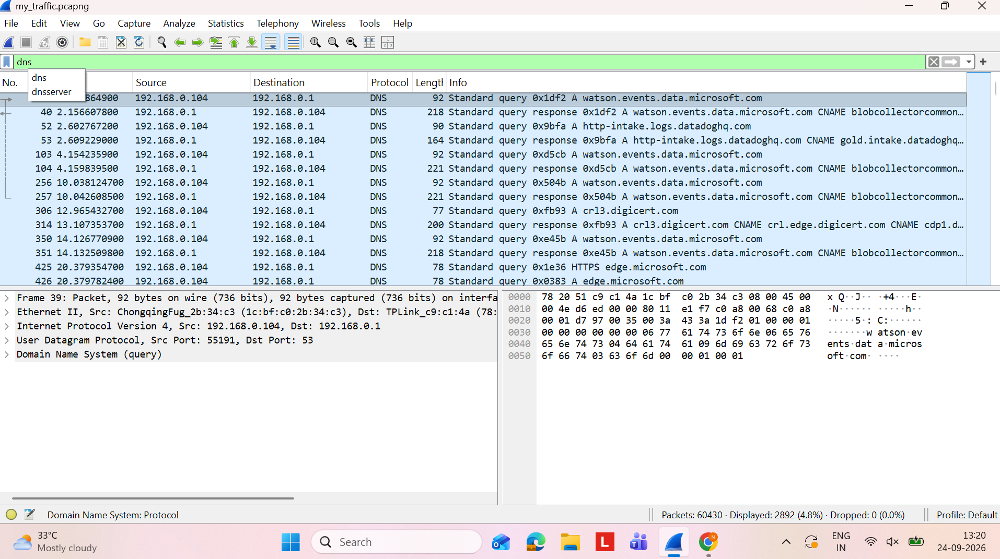 my_traffic.pcapng
File Edit View Go Capture Analyze Statistics Telephony Wireless Tools Help
dns
dns
dnsserver
No. Source Destination Protocol Length Info
864900 192.168.0.104 192.168.0.1 DNS 92 Standard query 0x1df2 A watson.events.data.microsoft.com
40 2.156607800 192.168.0.1 192.168.0.104 DNS 218 Standard query response 0x1df2 A watson.events.data.microsoft.com CNAME blobcollectorcommon…
52 2.602767200 192.168.0.104 192.168.0.1 DNS 90 Standard query 0x9bfa A http-intake.logs.datadoghq.com
53 2.609229000 192.168.0.1 192.168.0.104 DNS 164 Standard query response 0x9bfa A http-intake.logs.datadoghq.com CNAME gold.intake.datadoghq…
103 4.154235900 192.168.0.104 192.168.0.1 DNS 92 Standard query 0xd5cb A watson.events.data.microsoft.com
104 4.159839500 192.168.0.1 192.168.0.104 DNS 221 Standard query response 0xd5cb A watson.events.data.microsoft.com CNAME blobcollectorcommon…
256 10.038124700 192.168.0.104 192.168.0.1 DNS 92 Standard query 0x504b A watson.events.data.microsoft.com
257 10.042608500 192.168.0.1 192.168.0.104 DNS 221 Standard query response 0x504b A watson.events.data.microsoft.com CNAME blobcollectorcommon…
306 12.965432700 192.168.0.104 192.168.0.1 DNS 77 Standard query 0xfb93 A crl3.digicert.com
314 13.107353700 192.168.0.1 192.168.0.104 DNS 200 Standard query response 0xfb93 A crl3.digicert.com CNAME crl.edge.digicert.com CNAME cdp1.d…
350 14.126770900 192.168.0.104 192.168.0.1 DNS 92 Standard query 0xe45b A watson.events.data.microsoft.com
351 14.132509800 192.168.0.1 192.168.0.104 DNS 218 Standard query response 0xe45b A watson.events.data.microsoft.com CNAME blobcollectorcommon…
425 20.379354700 192.168.0.104 192.168.0.1 DNS 78 Standard query 0x1e36 HTTPS edge.microsoft.com
426 20.379782400 192.168.0.104 192.168.0.1 DNS 78 Standard query 0x0383 A edge.microsoft.com
Frame 39: Packet, 92 bytes on wire (736 bits), 92 bytes captured (736 bits) on interfa
Ethernet II, Src: ChongqingFug_2b:34:c3 (1c:bf:c0:2b:34:c3), Dst: TPLink_c9:c1:4a (78:
Internet Protocol Version 4, Src: 192.168.0.104, Dst: 192.168.0.1
User Datagram Protocol, Src Port: 55191, Dst Port: 53
Domain Name System (query)
0000 78 20 51 c9 c1 4a 1c bf c0 2b 34 c3 08 00 45 00 x Q··J·· ·+4···E·
0010 00 4e d6 ed 00 00 80 11 e1 f7 c0 a8 00 68 c0 a8 ·N······ ·····h··
0020 00 01 d7 97 00 35 00 3a 43 3a 1d f2 01 00 00 01 ·····5·: C:······
0030 00 00 00 00 00 00 06 77 61 74 73 6f 6e 06 65 76 ·······w atson·ev
0040 65 6e 74 73 04 64 61 74 61 09 6d 69 63 72 6f 73 ents·dat a·micros
0050 6f 66 74 03 63 6f 6d 00 00 01 00 01 oft·com· ····
Domain Name System: Protocol
Packets: 60430 · Displayed: 2892 (4.8%) · Dropped: 0 (0.0%)
Profile: Default
33°C
Mostly cloudy
Search
L
T
N
ENG
IN
13:20
24-09-2026